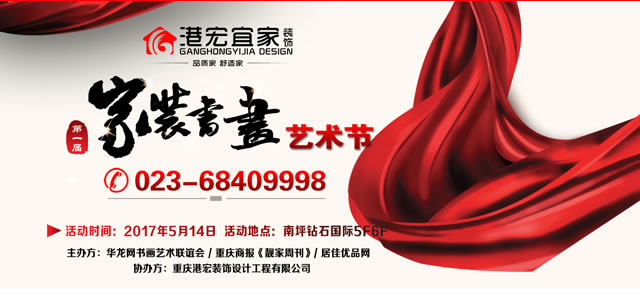 港宏宜家装饰
GANGHONGYIJIA DESIGN
品质家 舒适家
第一届
家装书画艺术节
023-68409998
活动时间：2017年5月14日 活动地点：南坪钻石国际5F6F
主办方：华龙网书画艺术联谊会 / 重庆商报《靓家周刊》/ 居佳优品网
协办方：重庆港宏装饰设计工程有限公司